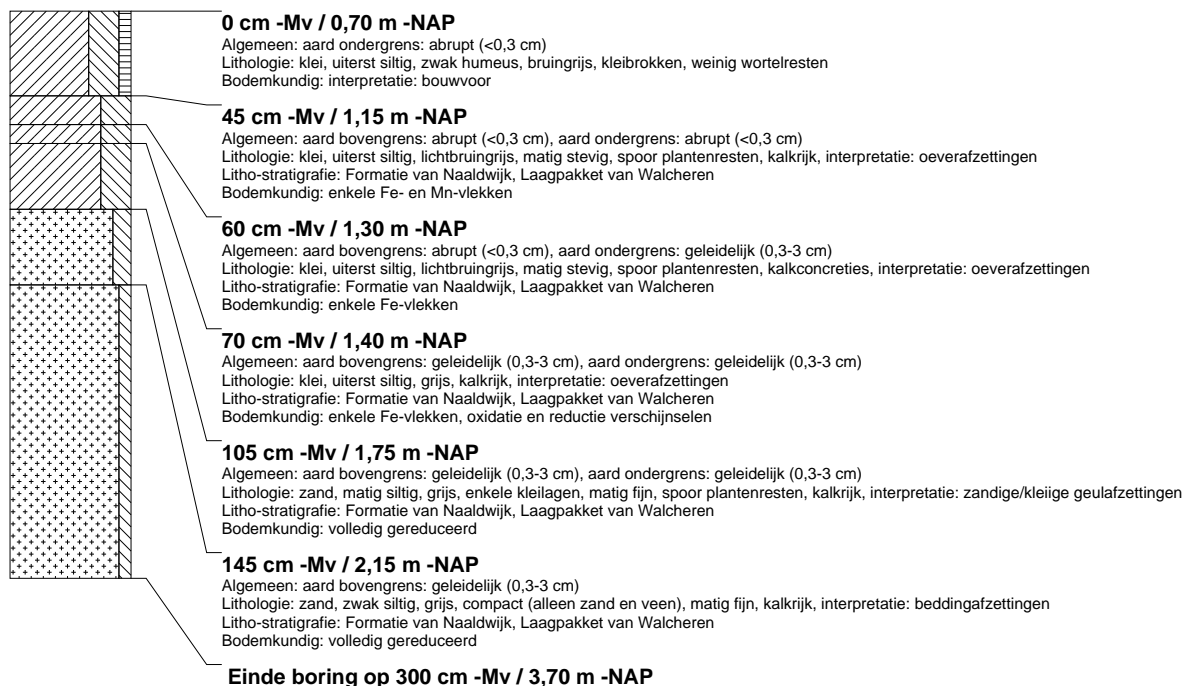 0 cm -Mv / 0,70 m -NAP
Algemeen: aard ondergrens: abrupt (<0,3 cm)
Lithologie: klei, uiterst siltig, zwak humeus, bruingrijs, kleibrokken, weinig wortelresten
Bodemkundig: interpretatie: bouwvoor
45 cm -Mv / 1,15 m -NAP
Algemeen: aard bovengrens: abrupt (<0,3 cm), aard ondergrens: abrupt (<0,3 cm)
Lithologie: klei, uiterst siltig, lichtbruingrijs, matig stevig, spoor plantenresten, kalkrijk, interpretatie: oeverafzettingen
Litho-stratigrafie: Formatie van Naaldwijk, Laagpakket van Walcheren
Bodemkundig: enkele Fe- en Mn-vlekken
60 cm -Mv / 1,30 m -NAP
Algemeen: aard bovengrens: abrupt (<0,3 cm), aard ondergrens: geleidelijk (0,3-3 cm)
Lithologie: klei, uiterst siltig, lichtbruingrijs, matig stevig, spoor plantenresten, kalkconcreties, interpretatie: oeverafzettingen
Litho-stratigrafie: Formatie van Naaldwijk, Laagpakket van Walcheren
Bodemkundig: enkele Fe-vlekken
70 cm -Mv / 1,40 m -NAP
Algemeen: aard bovengrens: geleidelijk (0,3-3 cm), aard ondergrens: geleidelijk (0,3-3 cm)
Lithologie: klei, uiterst siltig, grijs, kalkrijk, interpretatie: oeverafzettingen
Litho-stratigrafie: Formatie van Naaldwijk, Laagpakket van Walcheren
Bodemkundig: enkele Fe-vlekken, oxidatie en reductie verschijnselen
105 cm -Mv / 1,75 m -NAP
Algemeen: aard bovengrens: geleidelijk (0,3-3 cm), aard ondergrens: geleidelijk (0,3-3 cm)
Lithologie: zand, matig siltig, grijs, enkele kleilagen, matig fijn, spoor plantenresten, kalkrijk, interpretatie: zandige/kleiige geulafzettingen
Litho-stratigrafie: Formatie van Naaldwijk, Laagpakket van Walcheren
Bodemkundig: volledig gereduceerd
145 cm -Mv / 2,15 m -NAP
Algemeen: aard bovengrens: geleidelijk (0,3-3 cm)
Lithologie: zand, zwak siltig, grijs, compact (alleen zand en veen), matig fijn, kalkrijk, interpretatie: beddingafzettingen
Litho-stratigrafie: Formatie van Naaldwijk, Laagpakket van Walcheren
Bodemkundig: volledig gereduceerd
Einde boring op 300 cm -Mv / 3,70 m -NAP